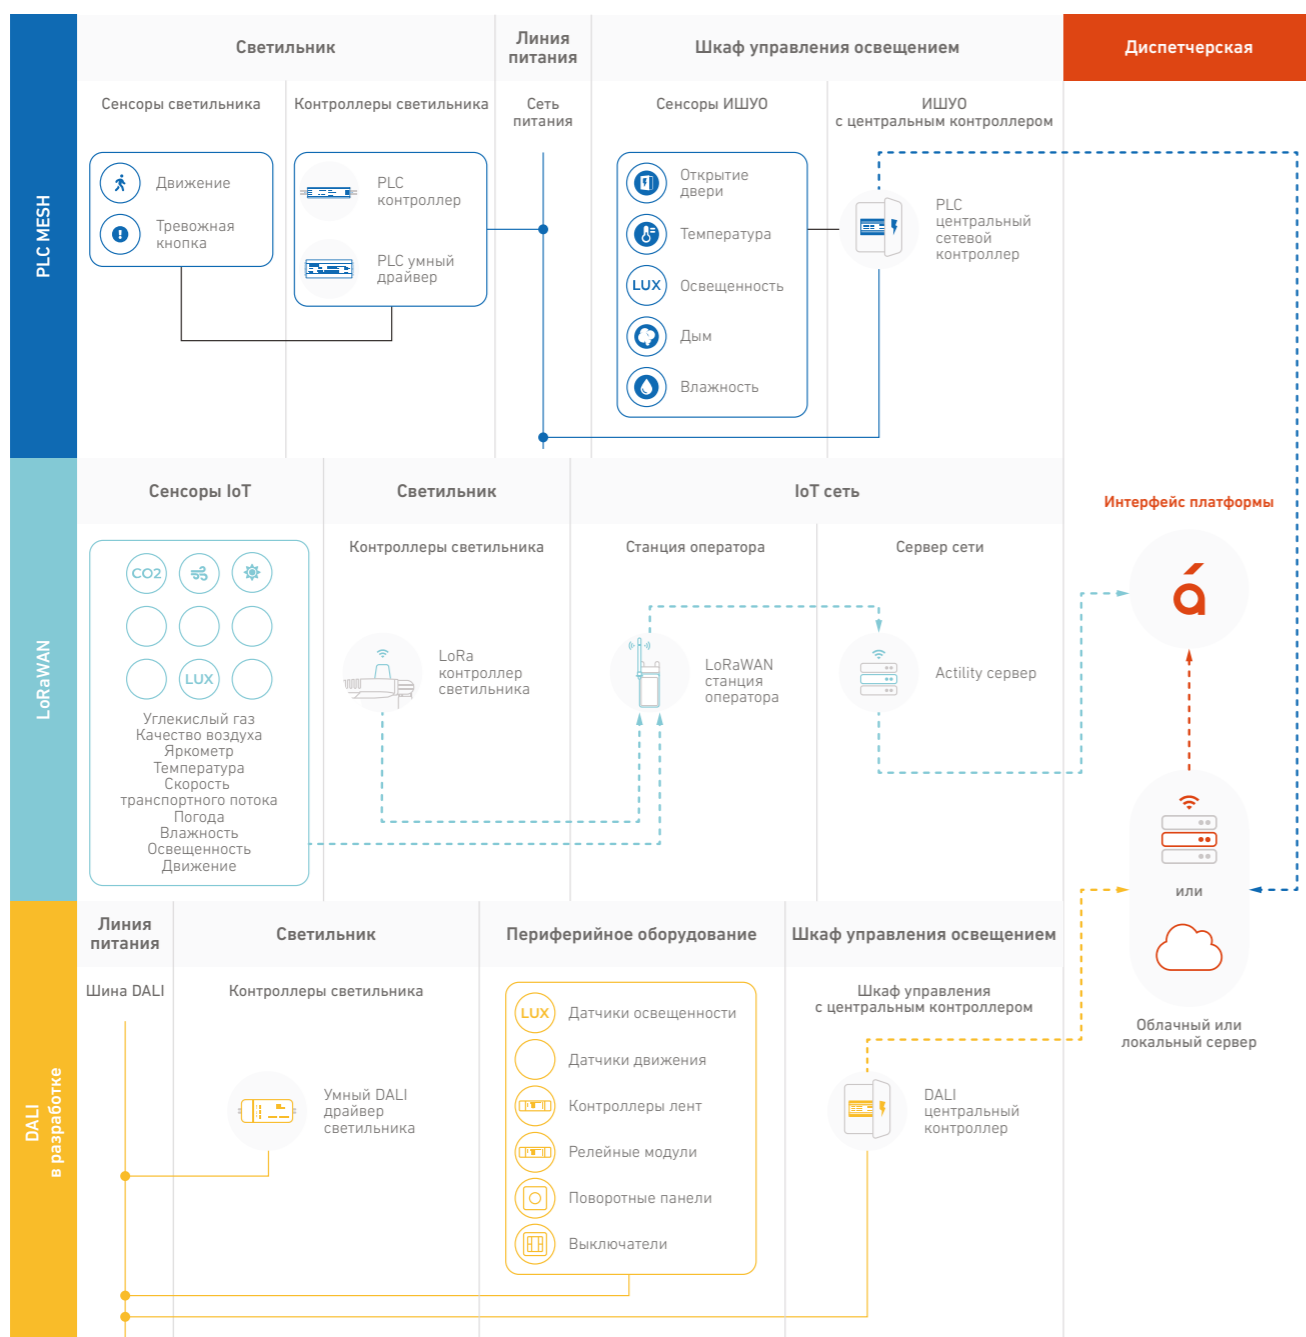 Светильник
Линия
питания
Шкаф управления освещением
Диспетчерская
PLC MESH
Сенсоры светильника
Контроллеры светильника
Сеть
питания
Сенсоры ИШУО
ИШУО
с центральным контроллером
Движение
Тревожная
кнопка
PLC
контроллер
PLC умный
драйвер
Открытие
двери
Температура
LUX
Освещенность
Дым
Влажность
PLC
центральный
сетевой
контроллер
LoRaWAN
Сенсоры IoT
Светильник
IoT сеть
Интерфейс платформы
á
Контроллеры светильника
Станция оператора
Сервер сети
CO2
LUX
Углекислый газ
Качество воздуха
Яркометр
Температура
Скорость
транспортного потока
Погода
Влажность
Освещенность
Движение
LoRa
контроллер
светильника
LoRaWAN
станция
оператора
Actility сервер
или
Облачный или
локальный сервер
DALI
в разработке
Линия
питания
Светильник
Периферийное оборудование
Шкаф управления освещением
Шина DALI
Контроллеры светильника
Шкаф управления
с центральным контроллером
Умный DALI
драйвер
светильника
LUX
Датчики освещенности
Датчики движения
Контроллеры лент
Релейные модули
Поворотные панели
Выключатели
DALI
центральный
контроллер